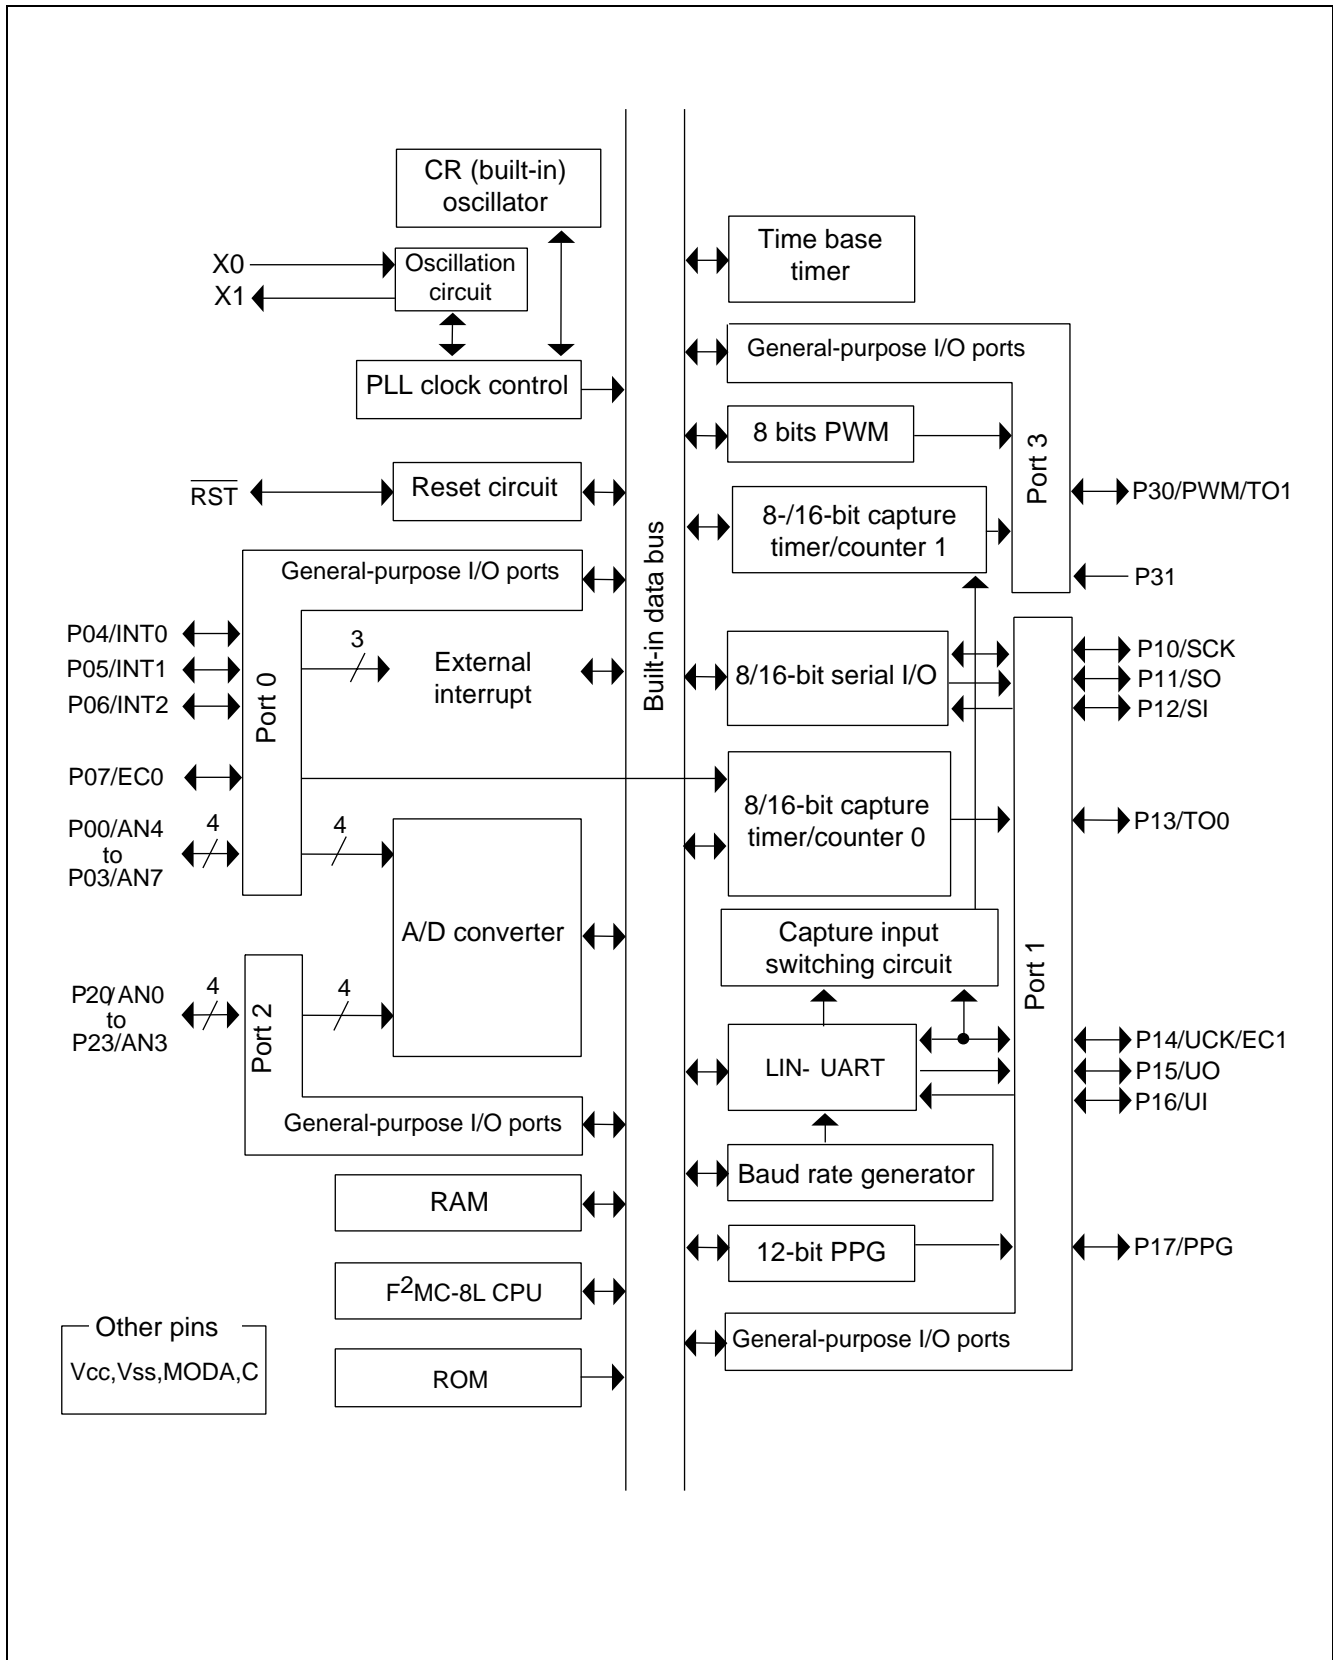 CR (built-in)
oscillator
X0
X1
Oscillation
circuit
PLL clock control
RST
Reset circuit
General-purpose I/O ports
Port 0
P04/INT0
P05/INT1
P06/INT2
3
External
interrupt
P07/EC0
P00/AN4
to
P03/AN7
4
4
A/D converter
P20/AN0
to
P23/AN3
4
4
Port 2
General-purpose I/O ports
RAM
F2MC-8L CPU
ROM
Other pins
Vcc,Vss,MODA,C
Built-in data bus
Time base
timer
General-purpose I/O ports
Port 3
8 bits PWM
8-/16-bit capture
timer/counter 1
P30/PWM/TO1
P31
8/16-bit serial I/O
P10/SCK
P11/SO
P12/SI
8/16-bit capture
timer/counter 0
P13/TO0
Capture input
switching circuit
Port 1
LIN- UART
P14/UCK/EC1
P15/UO
P16/UI
Baud rate generator
12-bit PPG
P17/PPG
General-purpose I/O ports